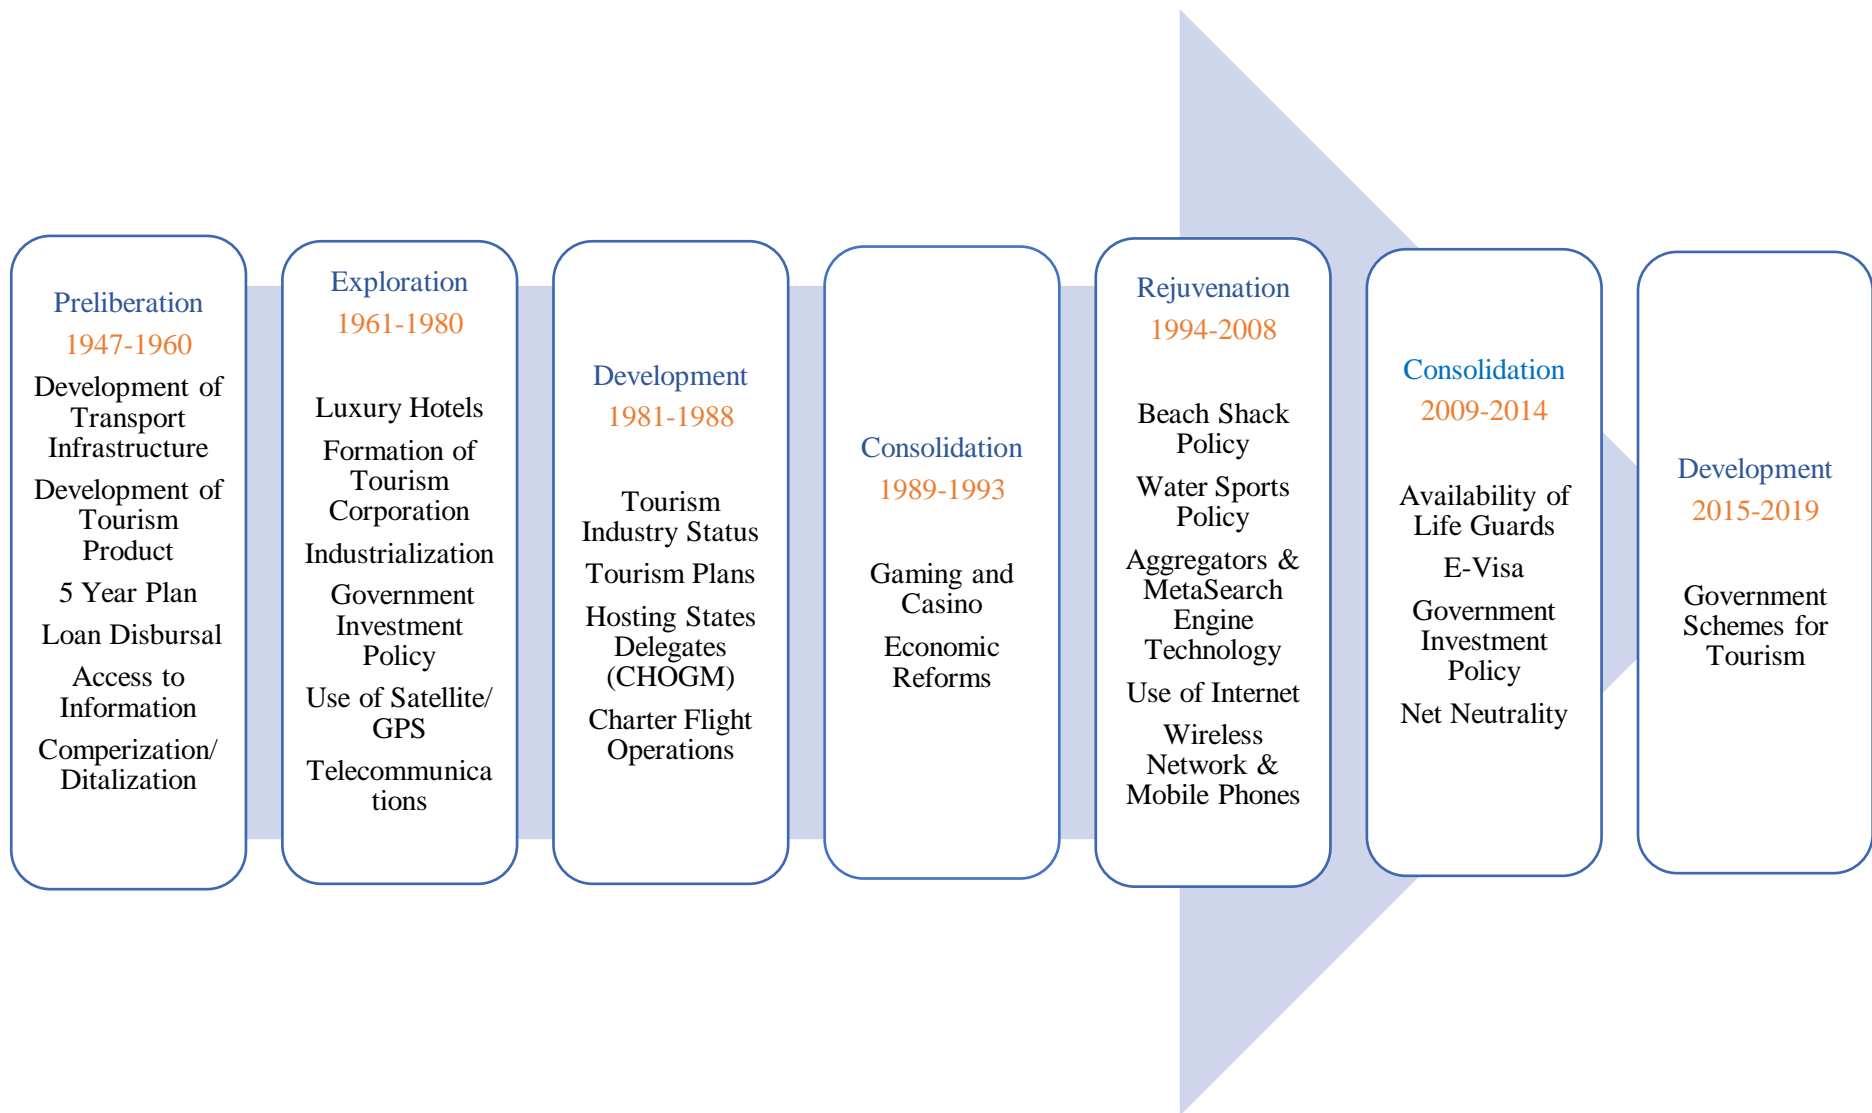 Preliberation
1947-1960
Development of
Transport
Infrastructure
Development of
Tourism
Product
5 Year Plan
Loan Disbursal
Access to
Information
Comperization/
Ditalization
Exploration
1961-1980
Luxury Hotels
Formation of
Tourism
Corporation
Industrialization
Government
Investment
Policy
Use of Satellite/
GPS
Telecommunica
tions
Development
1981-1988
Tourism
Industry Status
Tourism Plans
Hosting States
Delegates
(CHOGM)
Charter Flight
Operations
Consolidation
1989-1993
Gaming and
Casino
Economic
Reforms
Rejuvenation
1994-2008
Beach Shack
Policy
Water Sports
Policy
Aggregators &
MetaSearch
Engine
Technology
Use of Internet
Wireless
Network &
Mobile Phones
Consolidation
2009-2014
Availability of
Life Guards
E-Visa
Government
Investment
Policy
Net Neutrality
Development
2015-2019
Government
Schemes for
Tourism